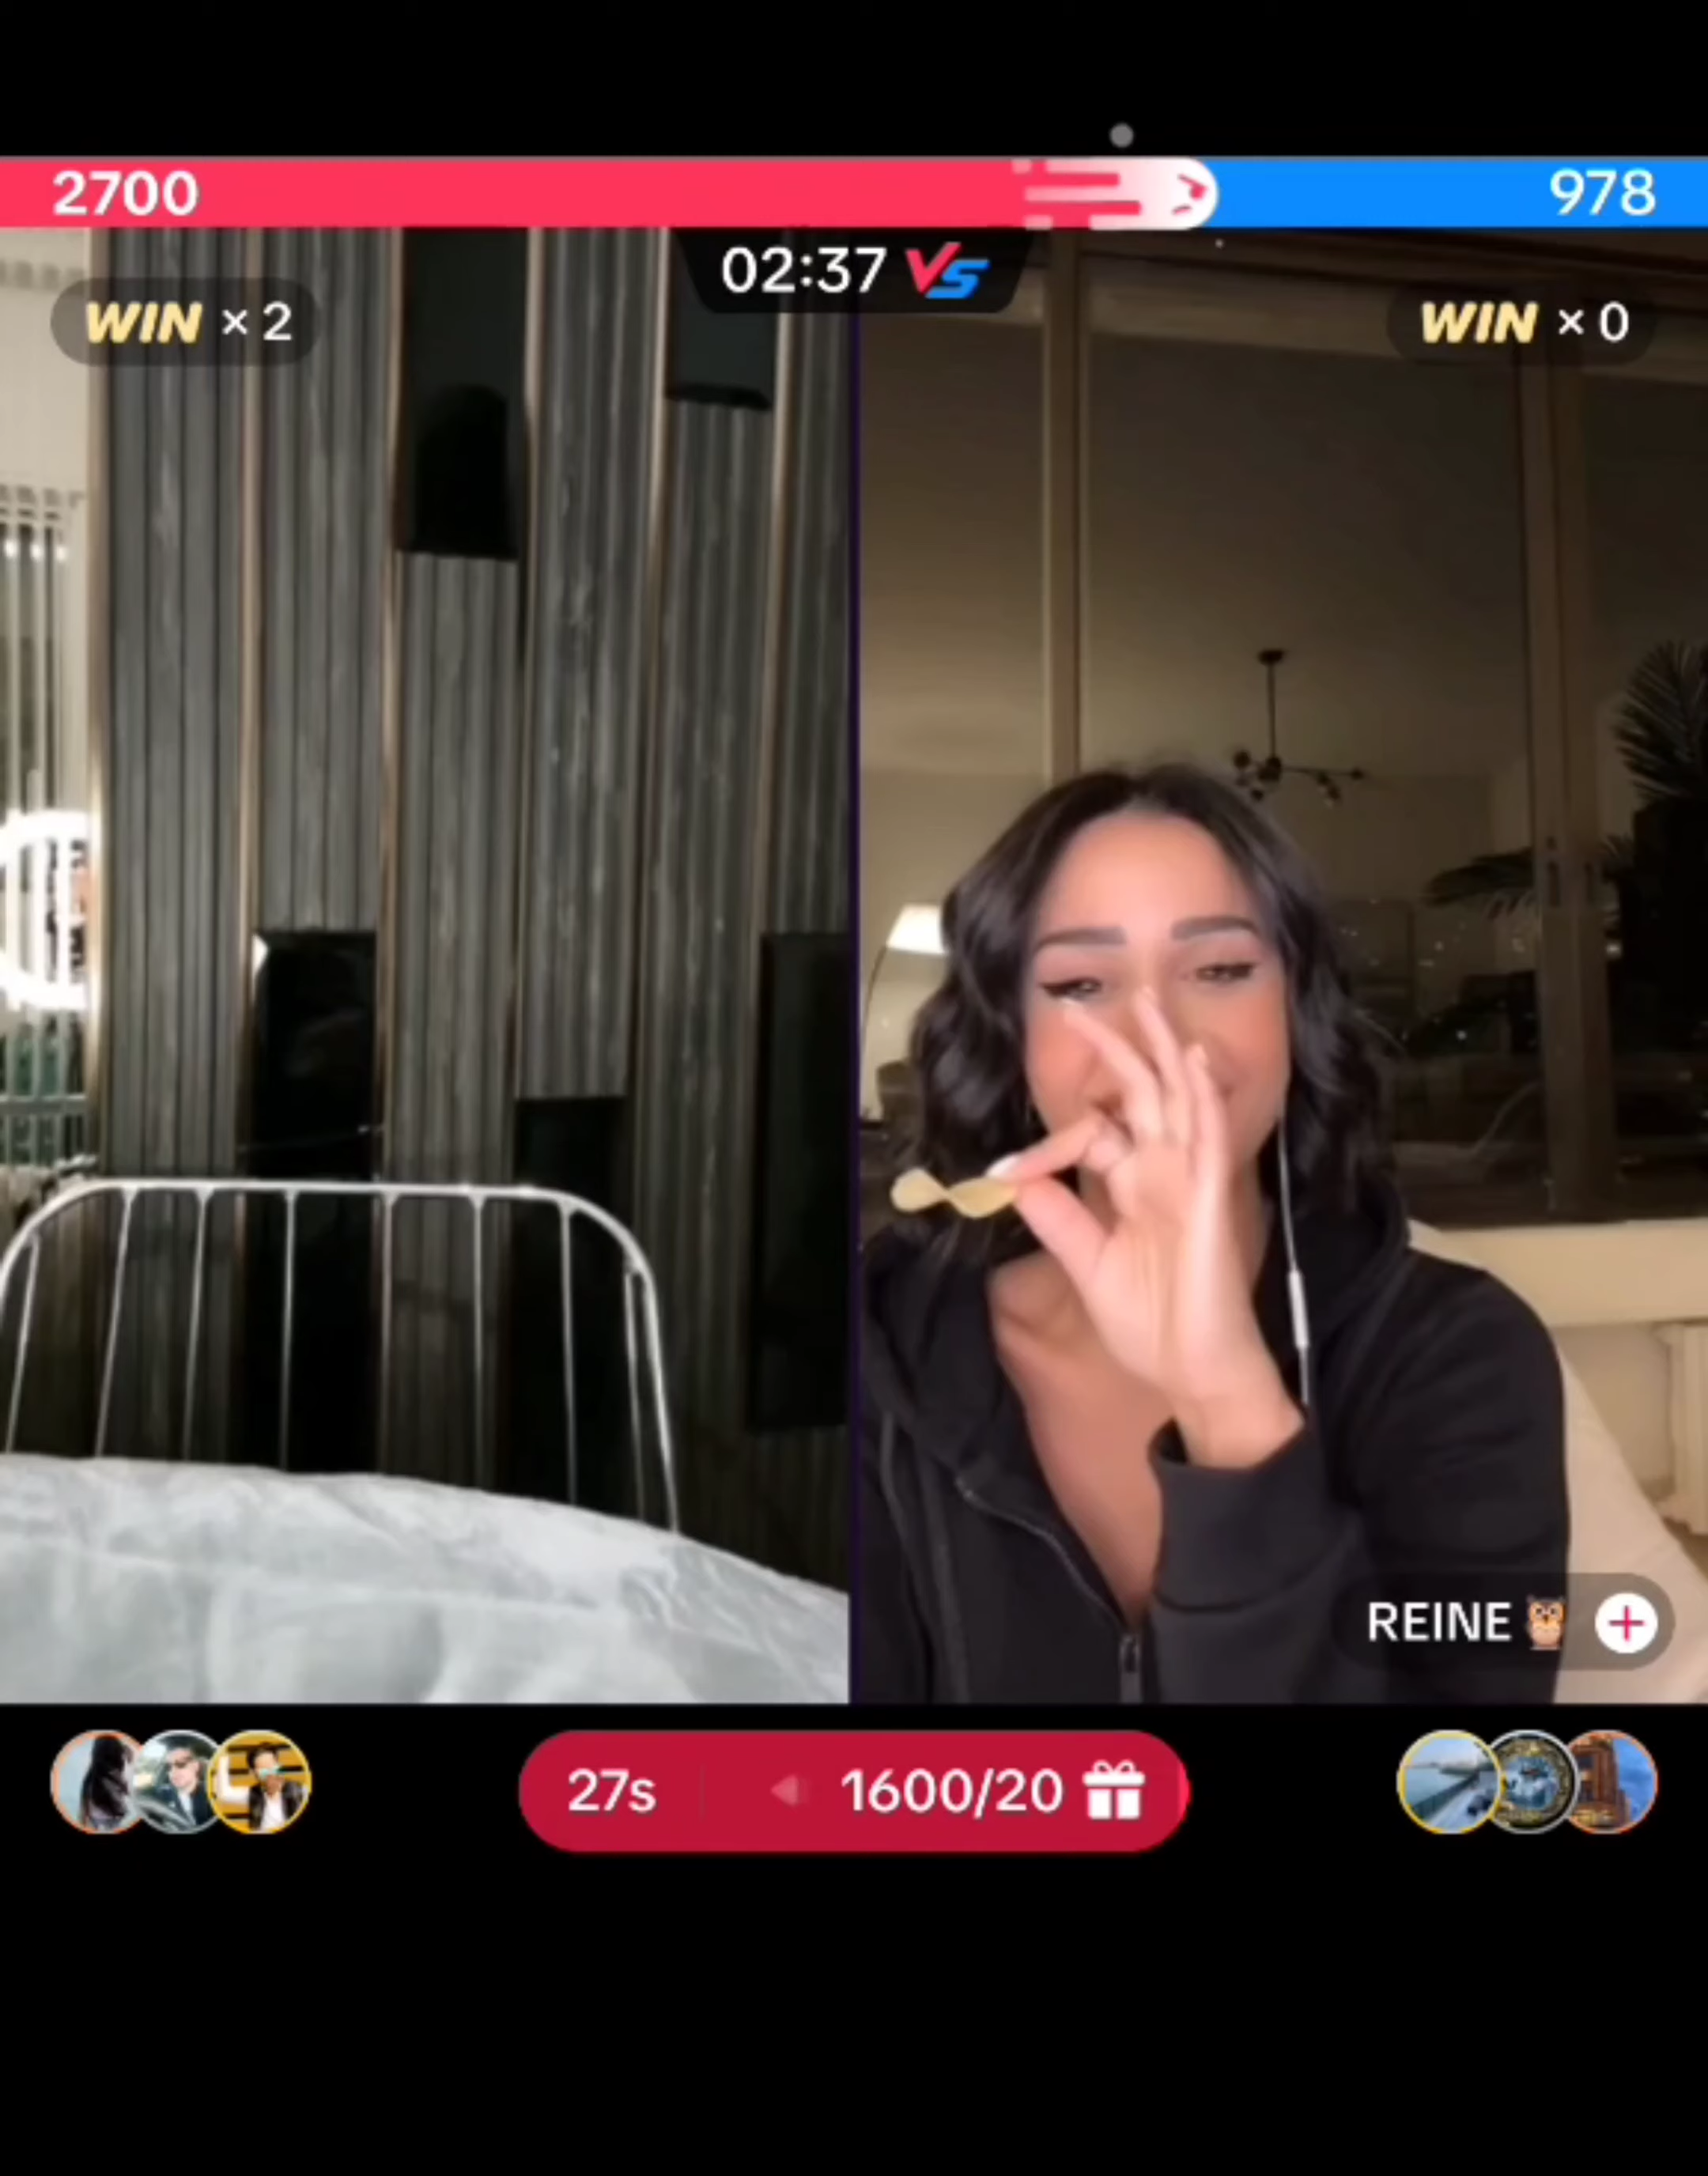 2700
978
02:37 VS
WIN × 2
WIN × 0
REINE🦉
27s
1600/20